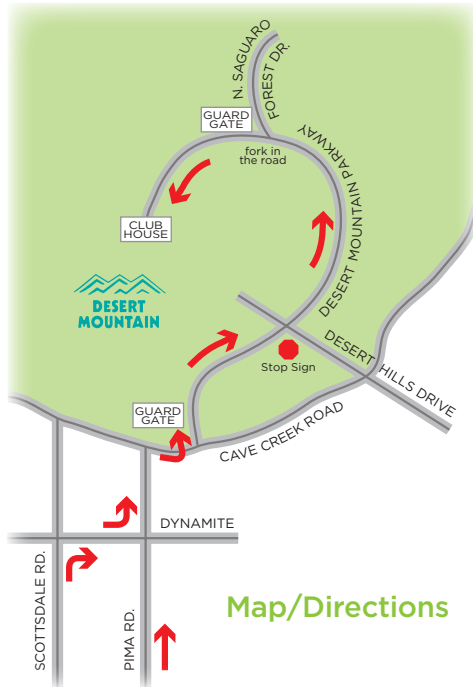 N. SAGUARO
FOREST DR.
GUARD
GATE
fork in
the road
DESERT MOUNTAIN PARKWAY
CLUB
HOUSE
DESERT
MOUNTAIN
Stop Sign
DESERT HILLS DRIVE
GUARD
GATE
CAVE CREEK ROAD
DYNAMITE
SCOTTSDALE RD.
PIMA RD.
Map/Directions